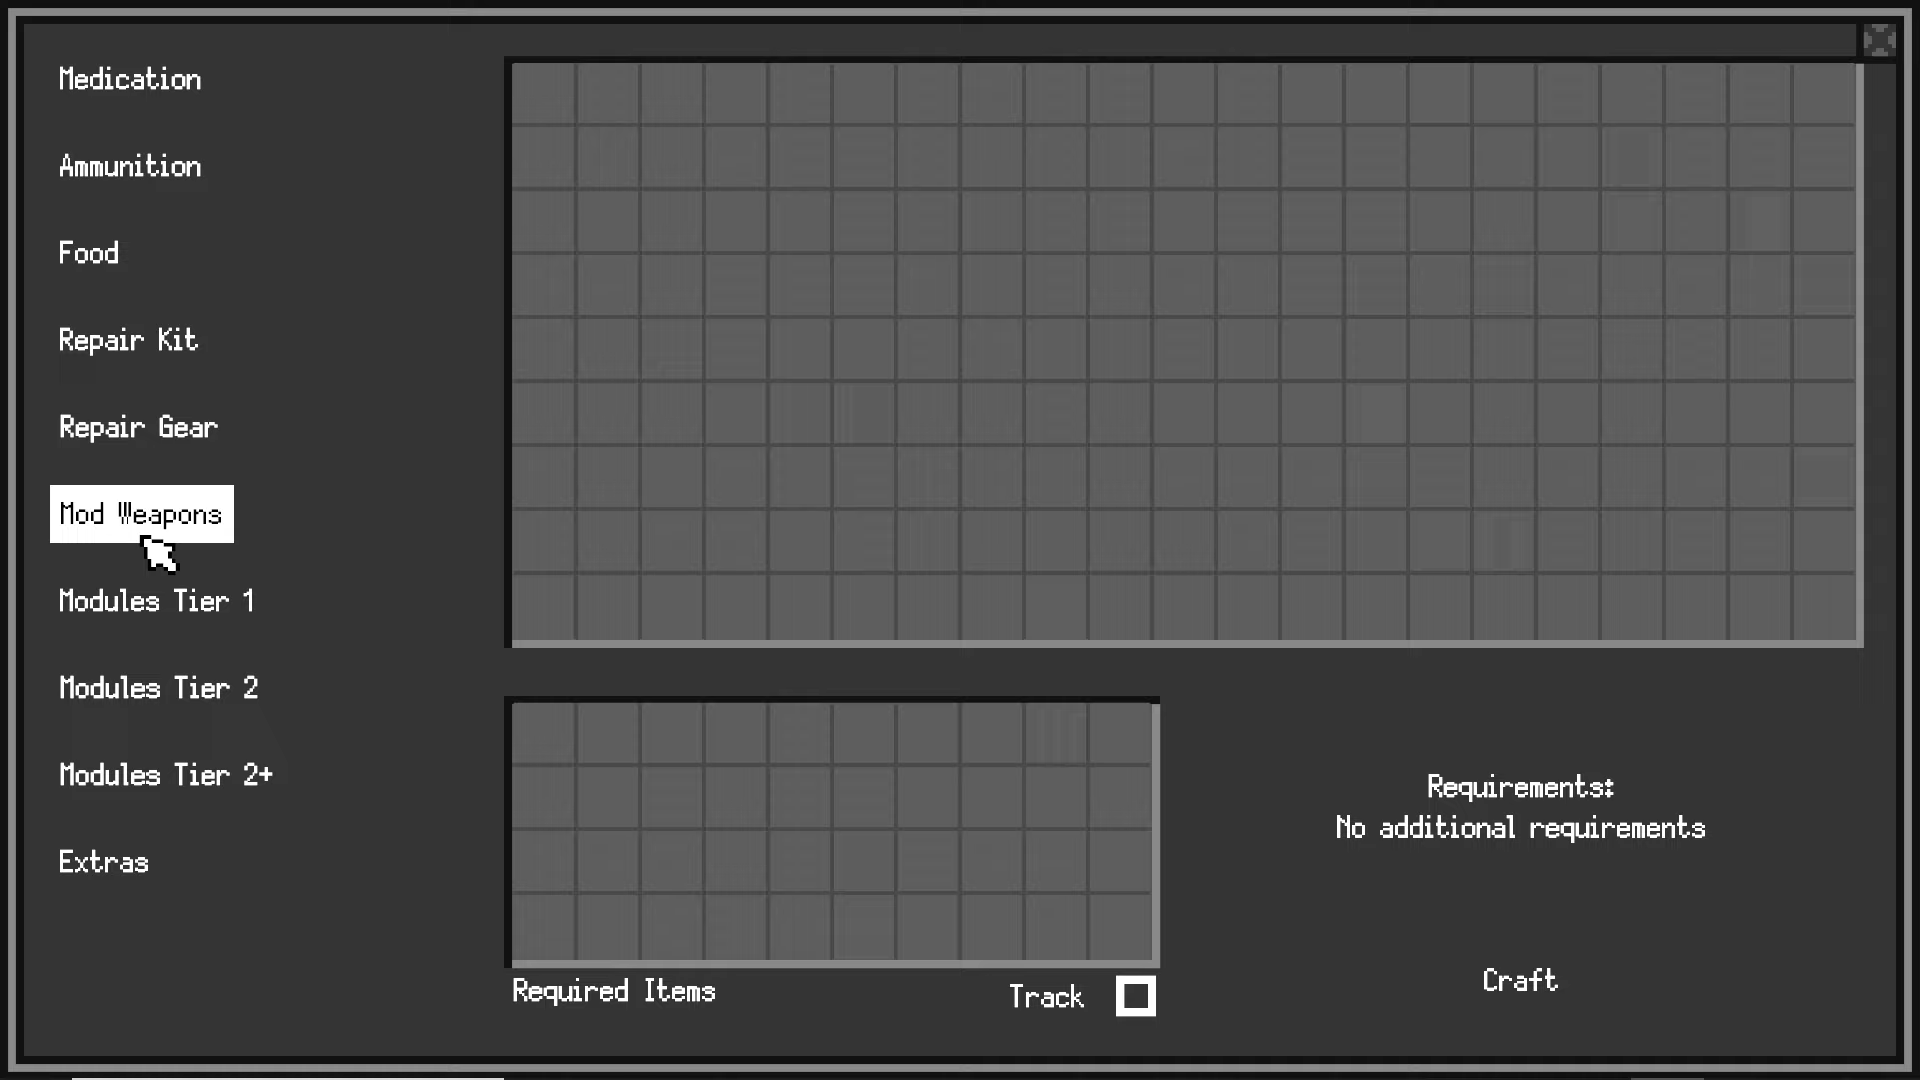 Medication
Ammunition
Food
Repair Kit
Repair Gear
Mod Weapons
Modules Tier 1
Modules Tier 2
Modules Tier 2+
Extras
Requirements:
No additional requirements
Required Items
Track
Craft